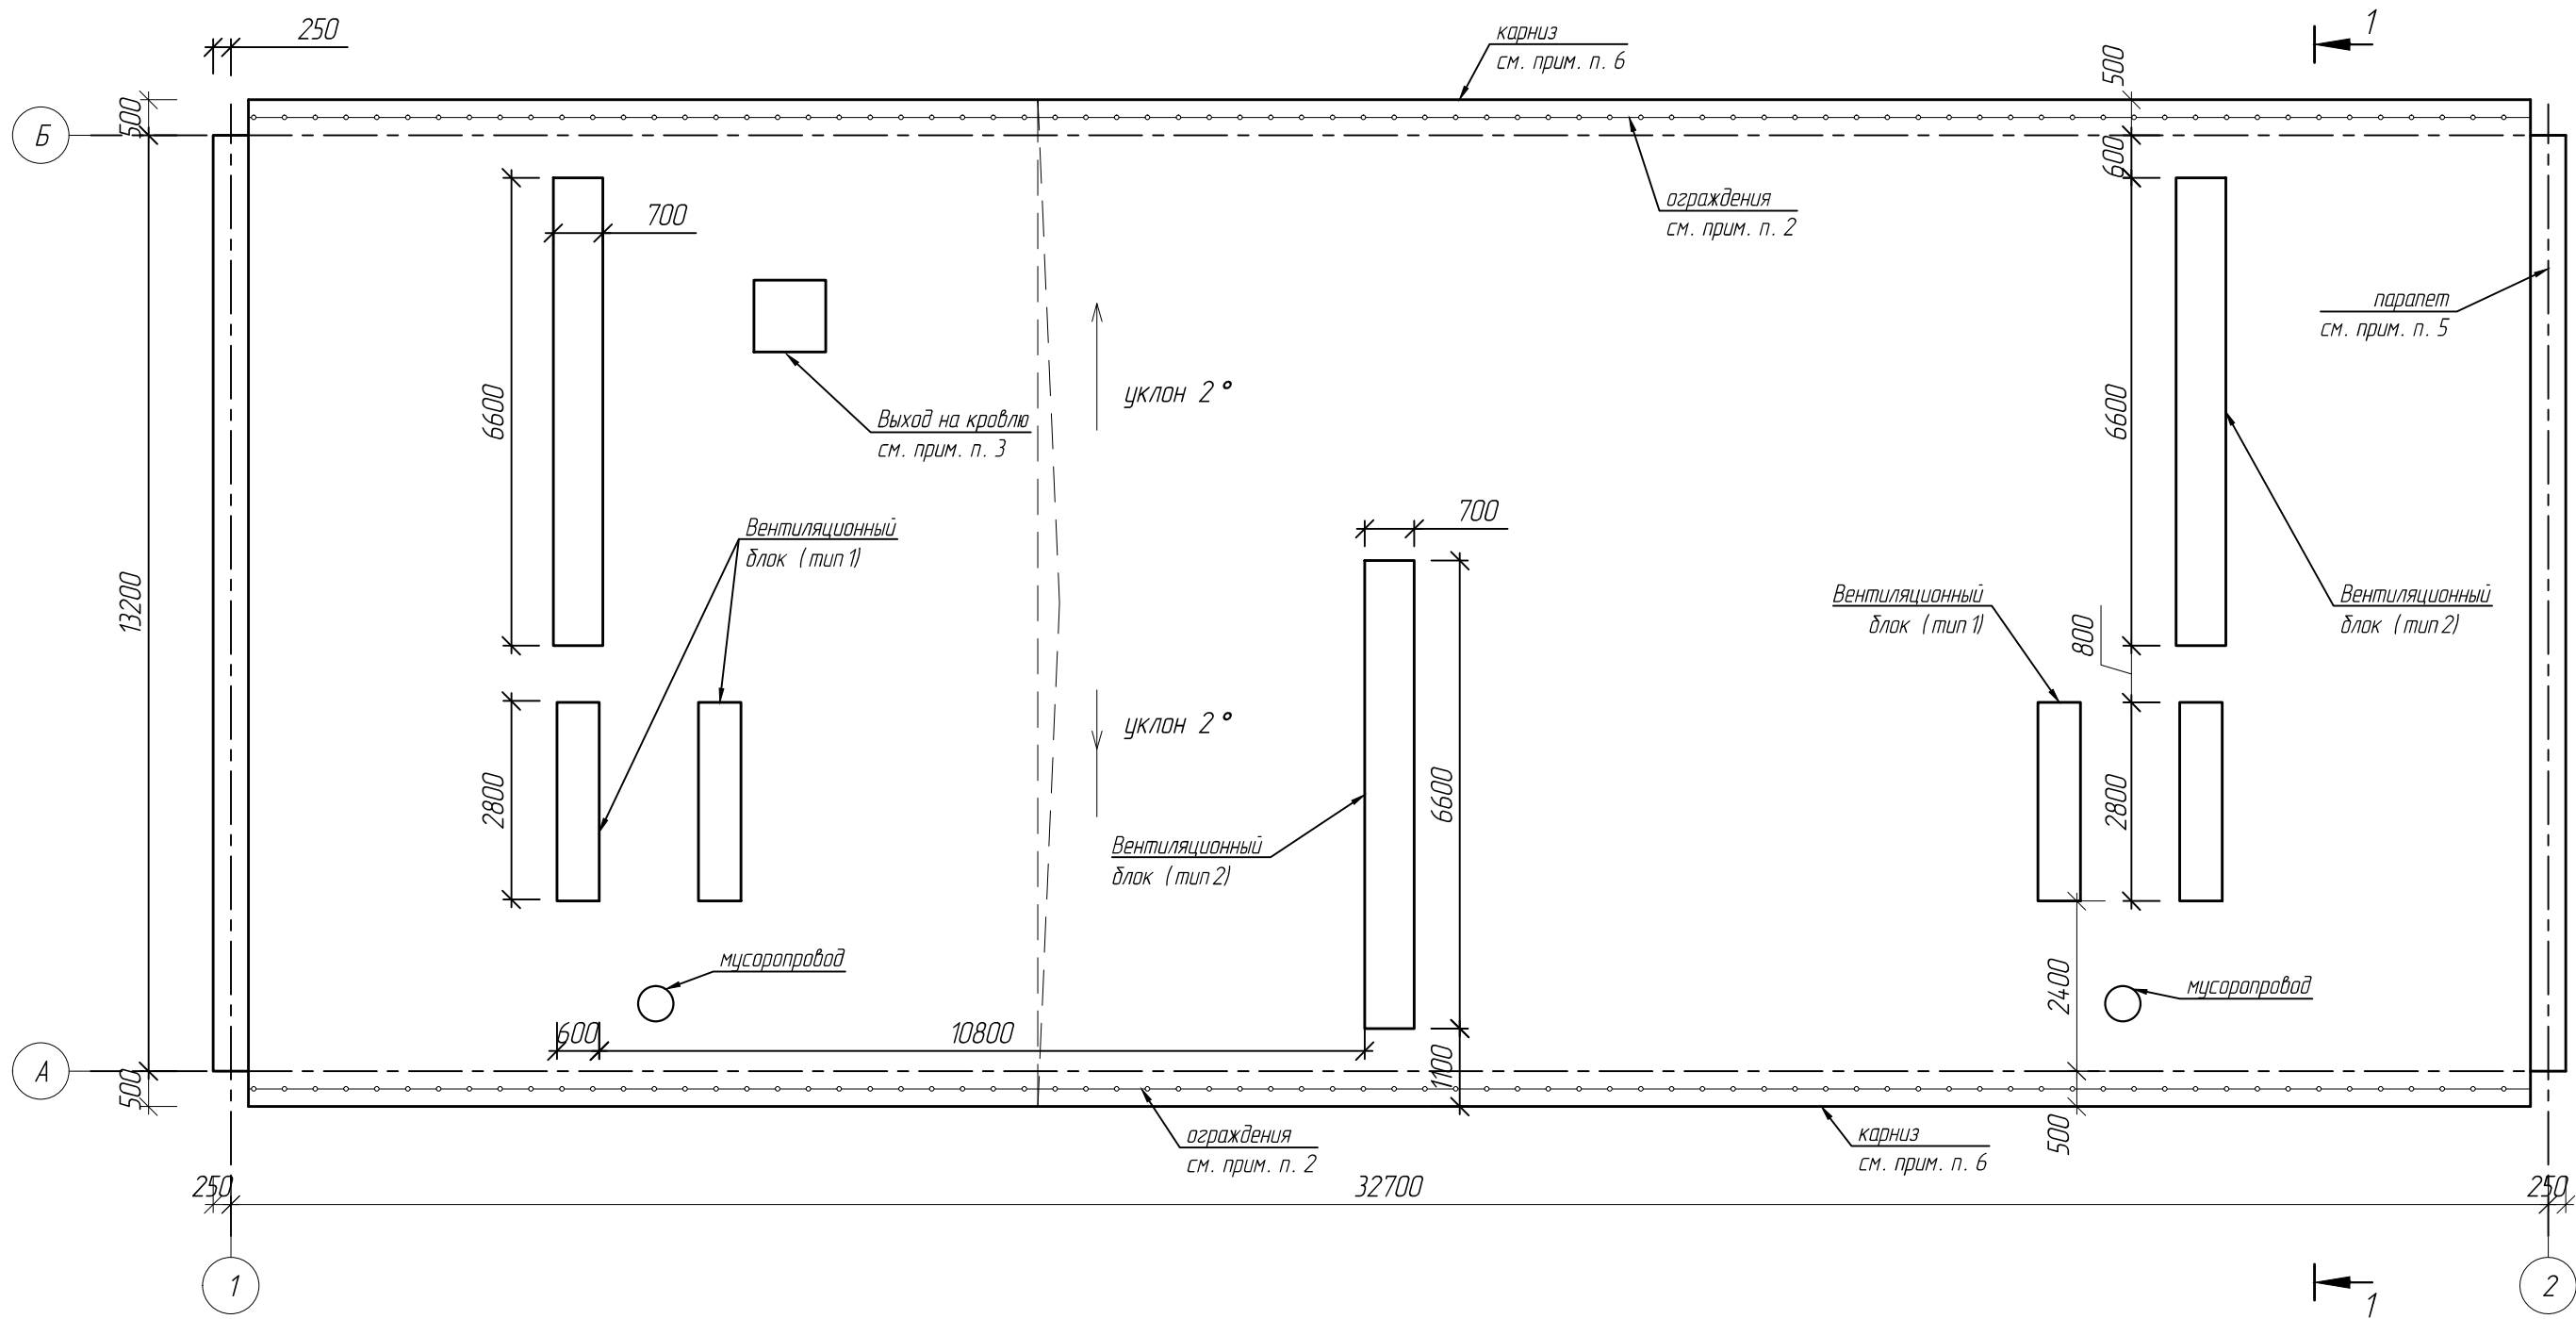 250
карниз
см. прим. п. 6
1
500
500
Б
600
ограждения
см. прим. п. 2
700
парапет
см. прим. п. 5
6600
уклон 2°
6600
Выход на кровлю
см. прим. п. 3
700
Вентиляционный
блок (тип 1)
13200
Вентиляционный
блок (тип 1)
800
Вентиляционный
блок (тип 2)
уклон 2°
2800
6600
2800
Вентиляционный
блок (тип 2)
мусоропровод
2400
мусоропровод
600
10800
1100
А
500
ограждения
см. прим. п. 2
карниз
см. прим. п. 6
500
250
32700
250
1
1
2